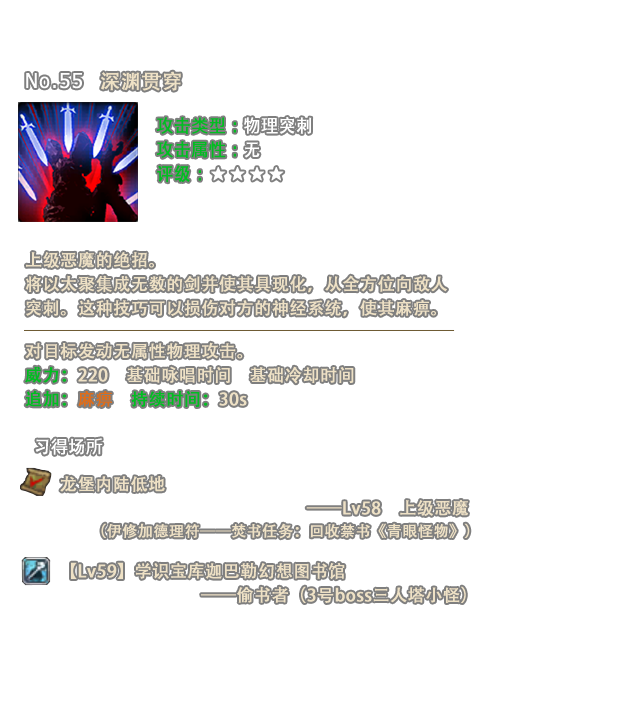 No.55 深渊贯穿
攻击类型：物理突刺
攻击属性：无
评级：☆☆☆☆
上级恶魔的绝招。
将以太聚集成无数的剑并使其具现化，从全方位向敌人
突刺。这种技巧可以损伤对方的神经系统，使其麻痹。
对目标发动无属性物理攻击。
威力：220 基础咏唱时间 基础冷却时间
追加：麻痹 持续时间：30s
习得场所
龙堡内陆低地
——Lv58 上级恶魔
（伊修加德理符——焚书任务：回收禁书《青眼怪物》）
【Lv59】学识宝库迦巴勒幻想图书馆
——偷书者（3号boss三人塔小怪）